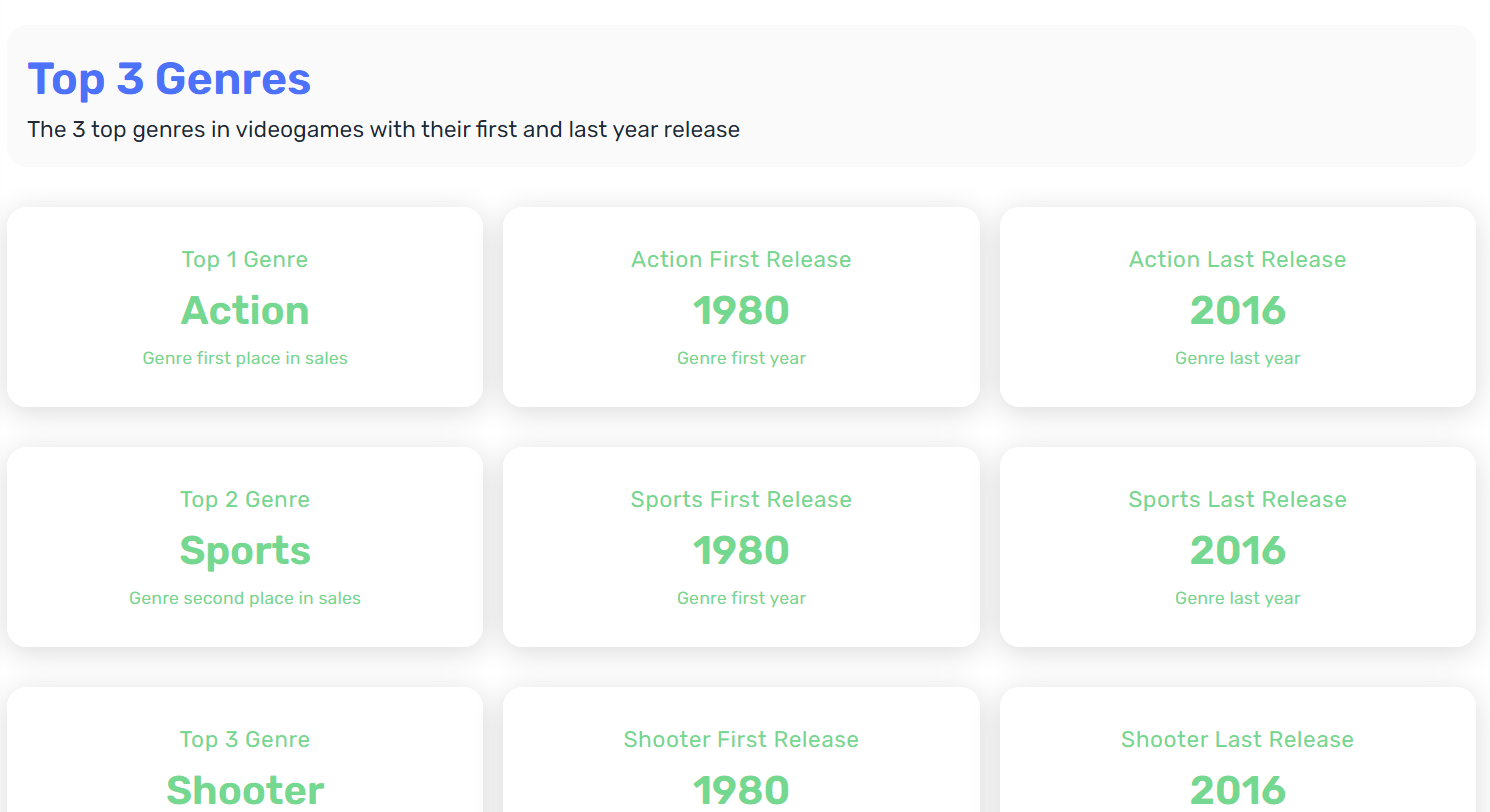 Top 3 Genres
The 3 top genres in videogames with their first and last year release
Top 1 Genre
Action
Genre first place in sales
Action First Release
1980
Genre first year
Action Last Release
2016
Genre last year
Top 2 Genre
Sports
Genre second place in sales
Sports First Release
1980
Genre first year
Sports Last Release
2016
Genre last year
Top 3 Genre
Shooter
Shooter First Release
1980
Shooter Last Release
2016